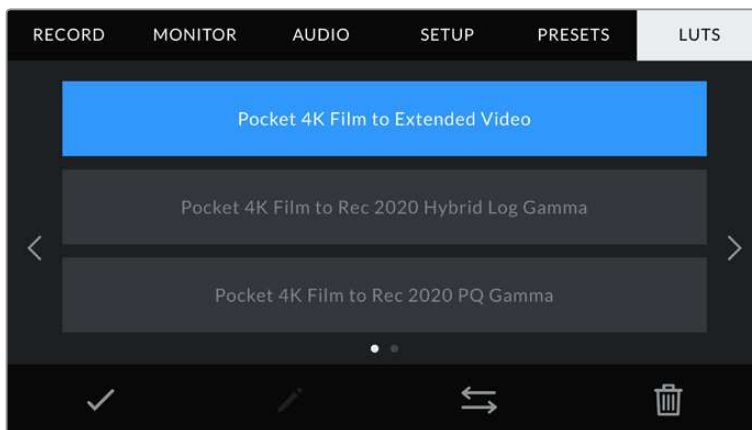 RECORD MONITOR AUDIO SETUP PRESETS LUTS
Pocket 4K Film to Extended Video
Pocket 4K Film to Rec 2020 Hybrid Log Gamma
Pocket 4K Film to Rec 2020 PQ Gamma